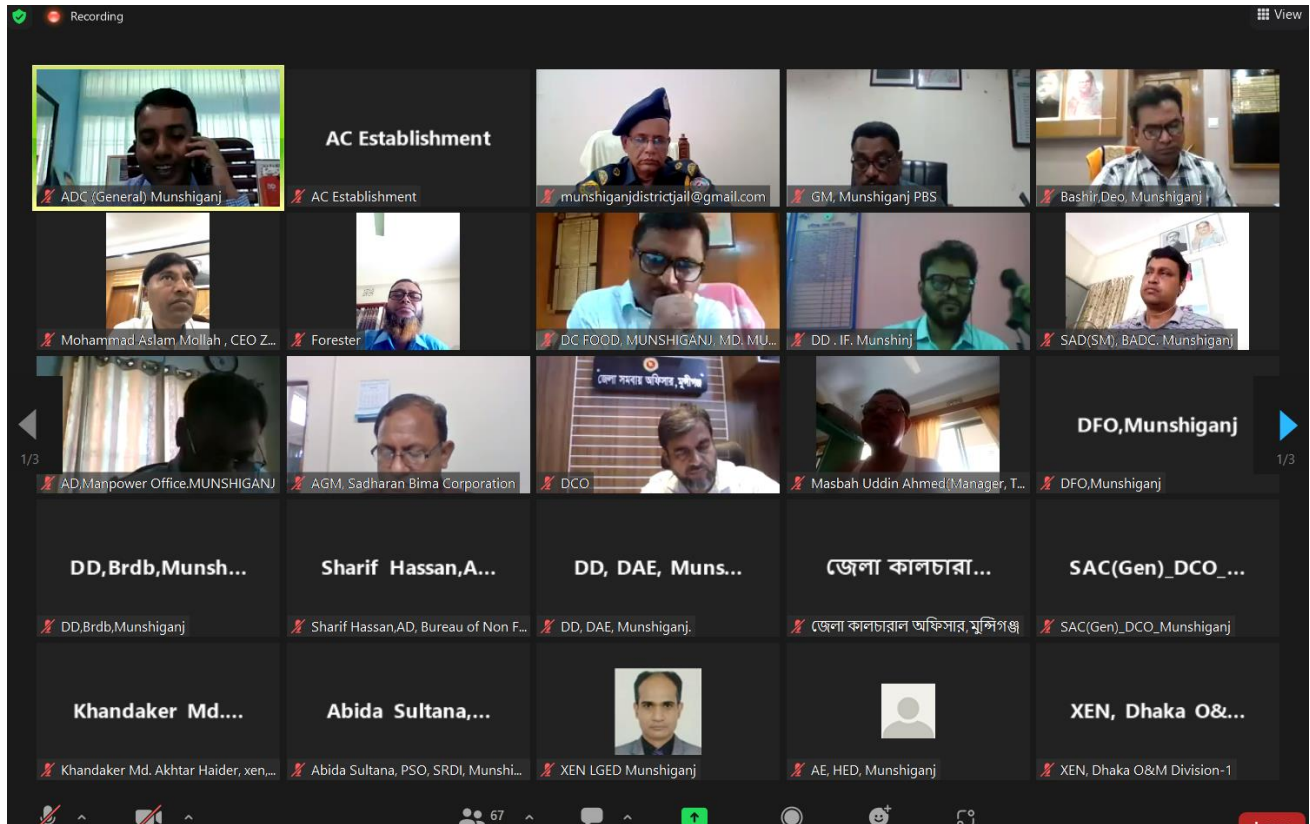 Recording
View
ADC (General) Munshiganj
AC Establishment
AC Establishment
munshiganjdistrictjail@gmail.com
GM, Munshiganj PBS
Bashir,Deo, Munshiganj
Mohammad Aslam Mollah , CEO Z...
Forester
DC FOOD, MUNSHIGANJ, MD. MU...
DD . IF. Munshinj
SAD(SM), BADC. Munshiganj
জেলা সমবায় অফিসার, মুন্সীগঞ্জ
DFO,Munshiganj
1/3
1/3
AD,Manpower Office.MUNSHIGANJ
AGM, Sadharan Bima Corporation
DCO
Masbah Uddin Ahmed(Manager, T...
DFO,Munshiganj
DD,Brdb,Munsh...
Sharif Hassan,A...
DD, DAE, Muns...
জেলা কালচারা...
SAC(Gen)_DCO_...
DD,Brdb,Munshiganj
Sharif Hassan,AD, Bureau of Non F...
DD, DAE, Munshiganj.
জেলা কালচারাল অফিসার, মুন্সিগঞ্জ
SAC(Gen)_DCO_Munshiganj
Khandaker Md....
Abida Sultana,...
XEN, Dhaka O&...
Khandaker Md. Akhtar Haider, xen,...
Abida Sultana, PSO, SRDI, Munshi...
XEN LGED Munshiganj
AE, HED, Munshiganj
XEN, Dhaka O&M Division-1
67